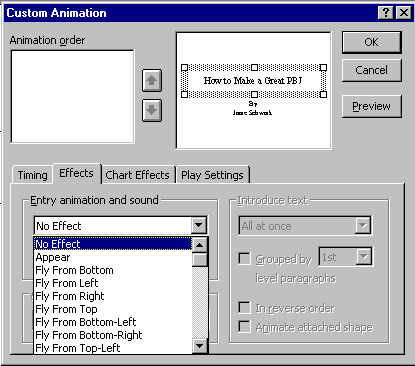 Custom Animation
Animation order
OK
Cancel
Preview
How to Make a Great PBJ
By
Timing
Effects
Chart Effects
Play Settings
Entry animation and sound
No Effect
No Effect
Appear
Fly From Bottom
Fly From Left
Fly From Right
Fly From Top
Fly From Bottom-Left
Fly From Bottom-Right
Fly From Top-Left
Introduce text
All at once
Grouped by 1st
level paragraphs
In reverse order
Animate attached shape